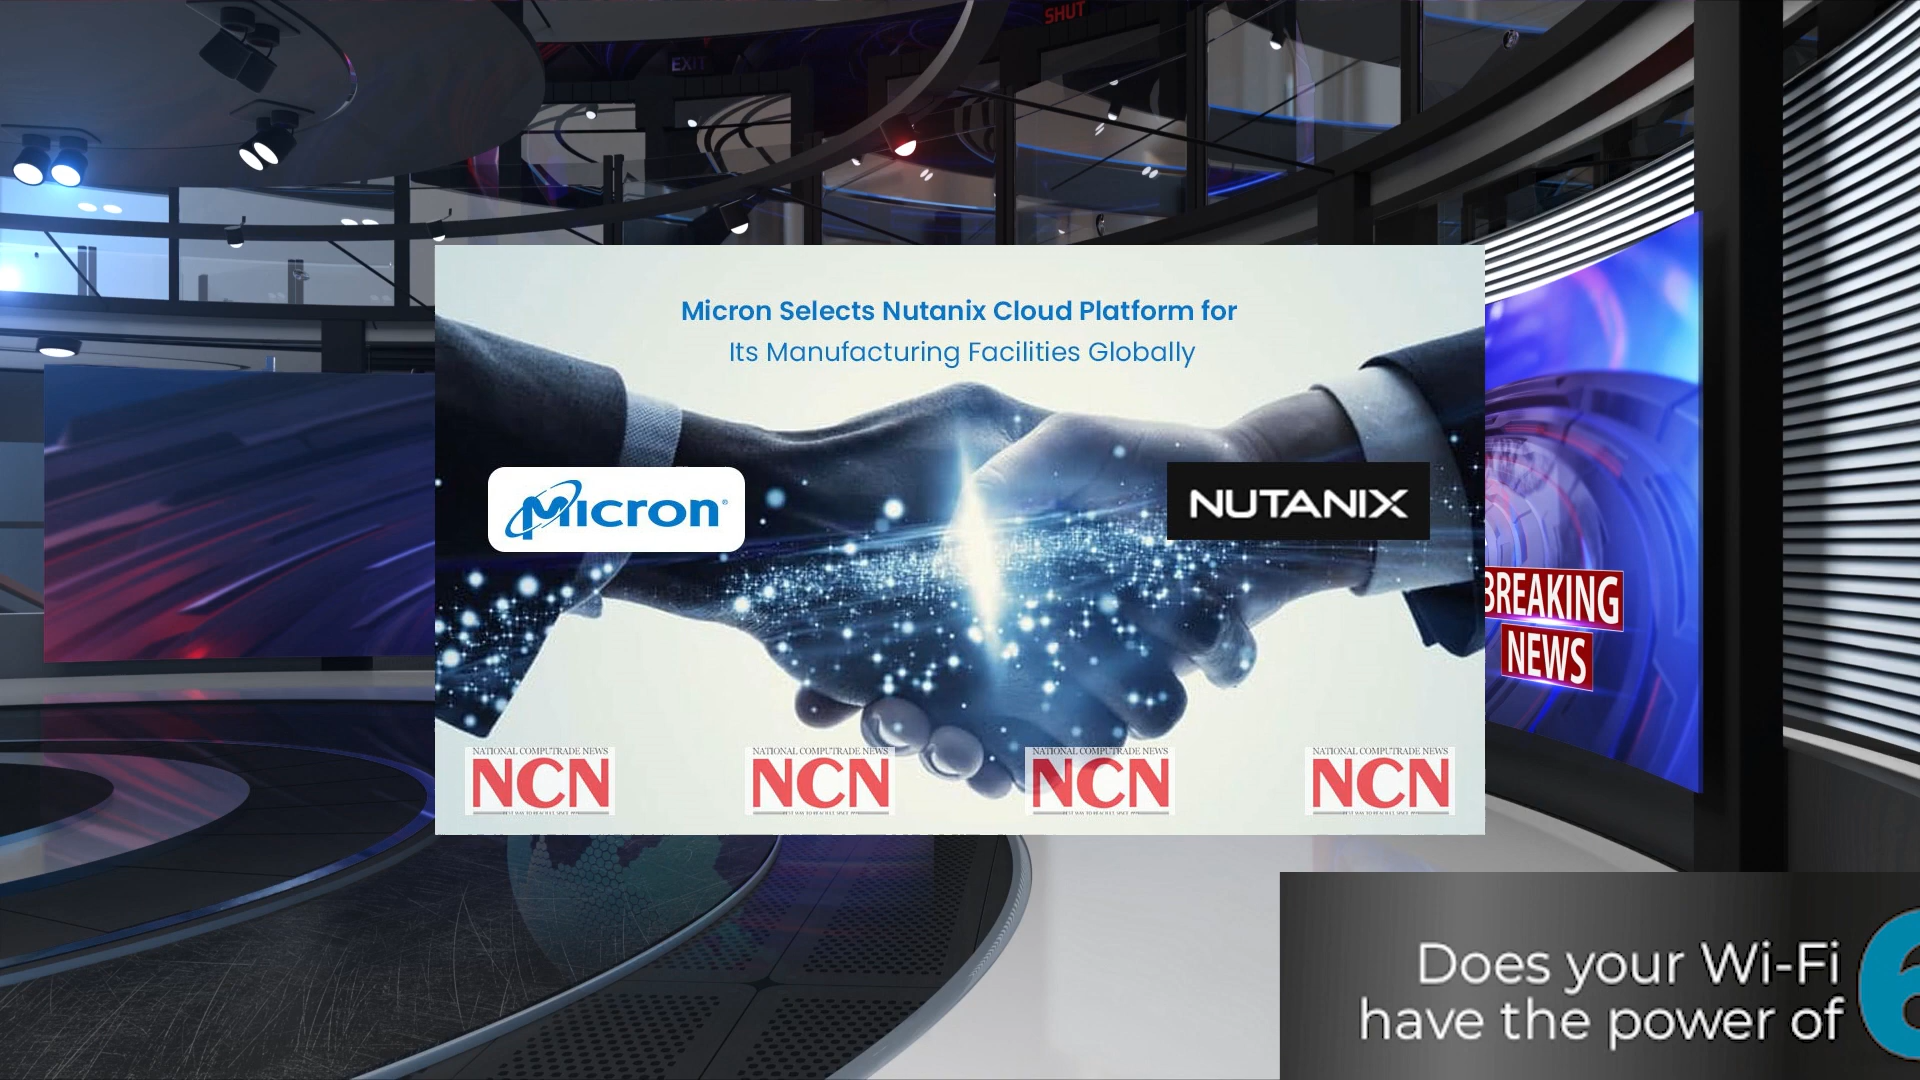 SHUT
EXIT
Micron Selects Nutanix Cloud Platform for
Its Manufacturing Facilities Globally
Micron®
NUTANIX
BREAKING
NEWS
NATIONAL COMPUTRADE NEWS
NCN
NATIONAL COMPUTRADE NEWS
NCN
NATIONAL COMPUTRADE NEWS
NCN
NATIONAL COMPUTRADE NEWS
NCN
Does your Wi-Fi
have the power of
6